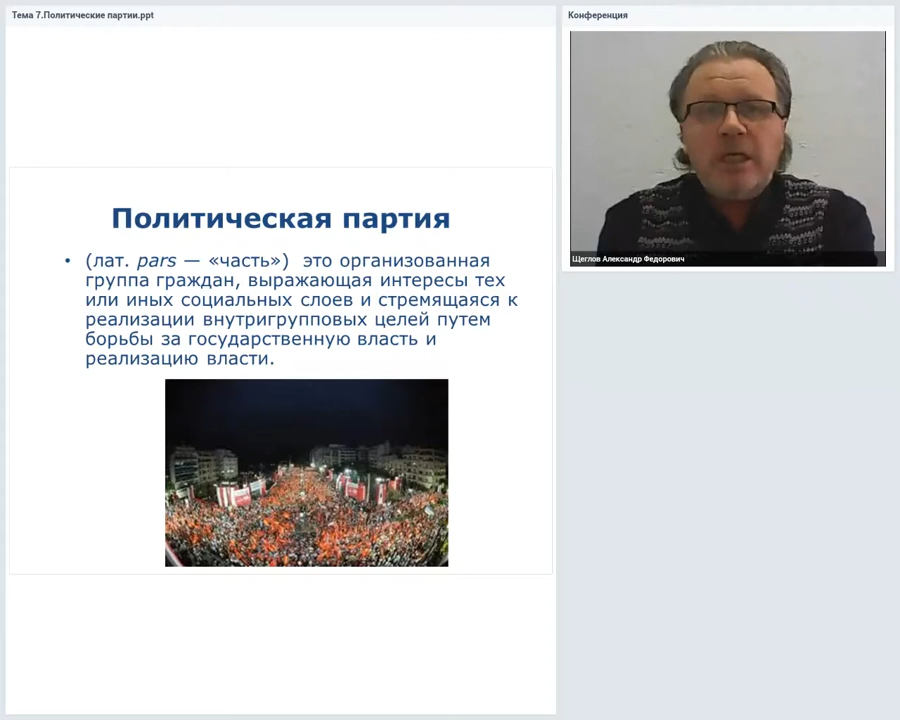 Тема 7.Политические партии.ppt
Конференция
Щеглов Александр Федорович
Политическая партия
• (лат. pars — «часть») это организованная
группа граждан, выражающая интересы тех
или иных социальных слоев и стремящаяся к
реализации внутригрупповых целей путем
борьбы за государственную власть и
реализацию власти.